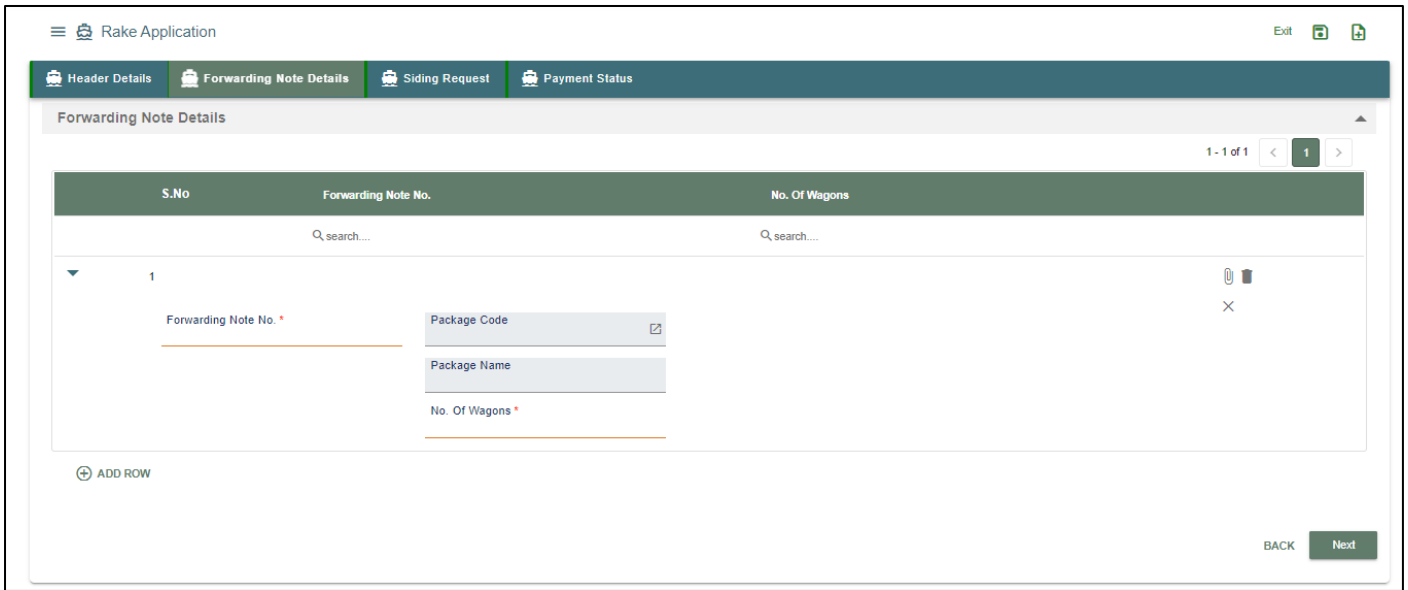 Rake Application
Exit
Header Details Forwarding Note Details Siding Request Payment Status
Forwarding Note Details
1 - 1 of 1 < 1 >
S.No Forwarding Note No. No. Of Wagons
search.... search....
1
Forwarding Note No. * Package Code
Package Name
No. Of Wagons *
ADD ROW
BACK Next